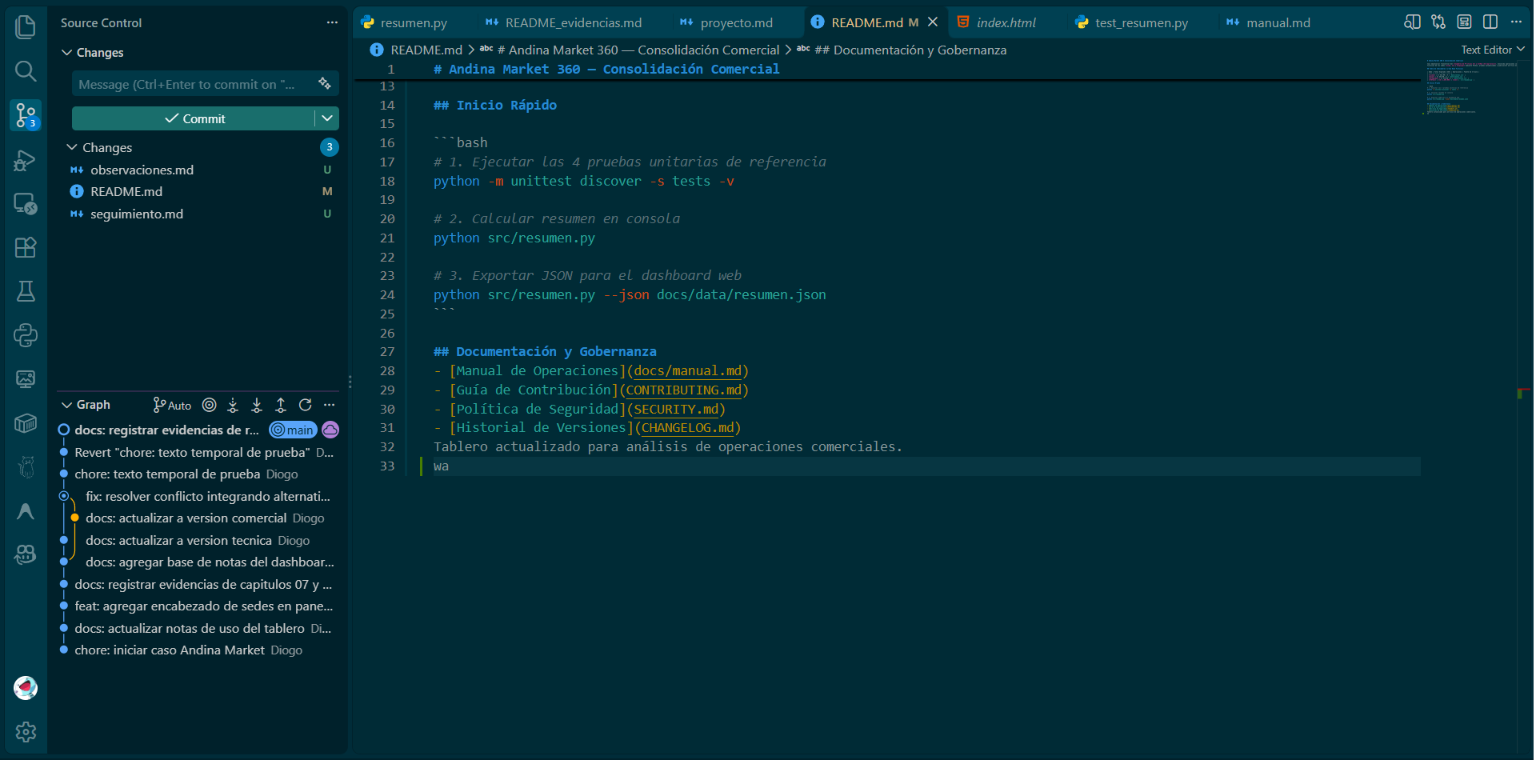 Source Control
Changes
Message (Ctrl+Enter to commit on "...
Commit
Changes 3
observaciones.md U
README.md M
seguimiento.md U
3
Graph Auto
docs: registrar evidencias de r... main
Revert "chore: texto temporal de prueba" D...
chore: texto temporal de prueba Diogo
fix: resolver conflicto integrando alternati...
docs: actualizar a version comercial Diogo
docs: actualizar a version tecnica Diogo
docs: agregar base de notas del dashboar...
docs: registrar evidencias de capitulos 07 y ...
feat: agregar encabezado de sedes en pane...
docs: actualizar notas de uso del tablero Di...
chore: iniciar caso Andina Market Diogo
resumen.py README_evidencias.md proyecto.md README.md M index.html test_resumen.py manual.md
README.md > # Andina Market 360 — Consolidación Comercial > ## Documentación y Gobernanza
Text Editor
1 # Andina Market 360 — Consolidación Comercial
13
14 ## Inicio Rápido
15
16 ```bash
17 # 1. Ejecutar las 4 pruebas unitarias de referencia
18 python -m unittest discover -s tests -v
19
20 # 2. Calcular resumen en consola
21 python src/resumen.py
22
23 # 3. Exportar JSON para el dashboard web
24 python src/resumen.py --json docs/data/resumen.json
25 ```
26
27 ## Documentación y Gobernanza
28 - [Manual de Operaciones](docs/manual.md)
29 - [Guía de Contribución](CONTRIBUTING.md)
30 - [Política de Seguridad](SECURITY.md)
31 - [Historial de Versiones](CHANGELOG.md)
32 Tablero actualizado para análisis de operaciones comerciales.
33 wa